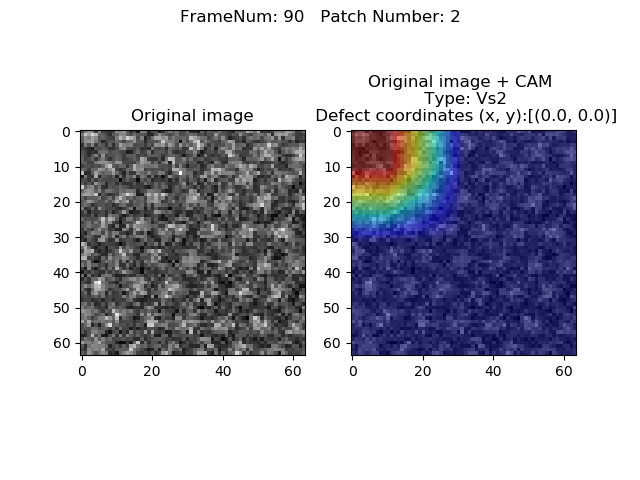 FrameNum: 90   Patch Number: 2
Original image
Original image + CAM
Type: Vs2
Defect coordinates (x, y):[(0.0, 0.0)]
0
10
20
30
40
50
60
0 20 40 60
0
10
20
30
40
50
60
0 20 40 60